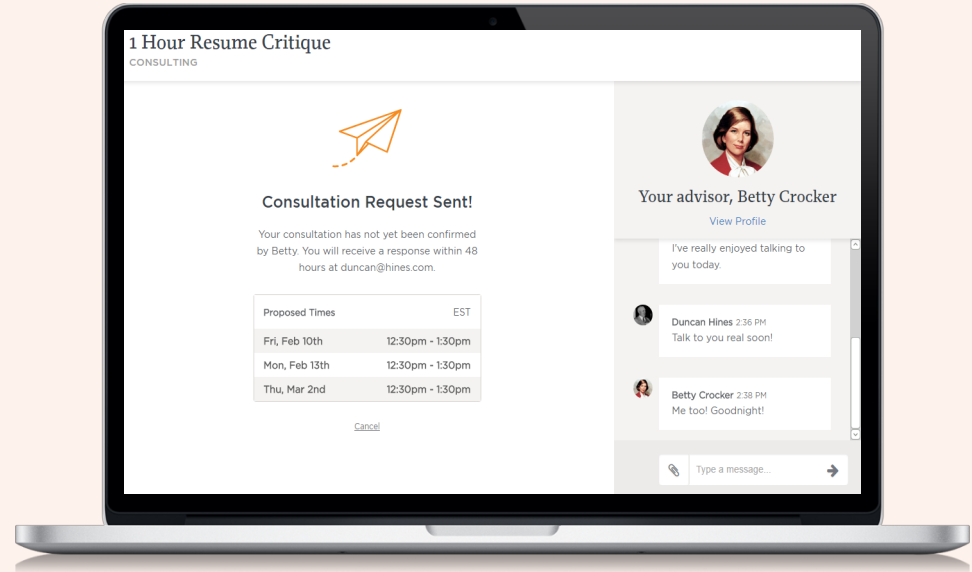 1 Hour Resume Critique
CONSULTING
Consultation Request Sent!
Your consultation has not yet been confirmed
by Betty. You will receive a response within 48
hours at duncan@hines.com.
Proposed Times EST
Fri, Feb 10th 12:30pm - 1:30pm
Mon, Feb 13th 12:30pm - 1:30pm
Thu, Mar 2nd 12:30pm - 1:30pm
Cancel
Your advisor, Betty Crocker
View Profile
I've really enjoyed talking to
you today.
Duncan Hines 2:36 PM
Talk to you real soon!
Betty Crocker 2:38 PM
Me too! Goodnight!
Type a message...